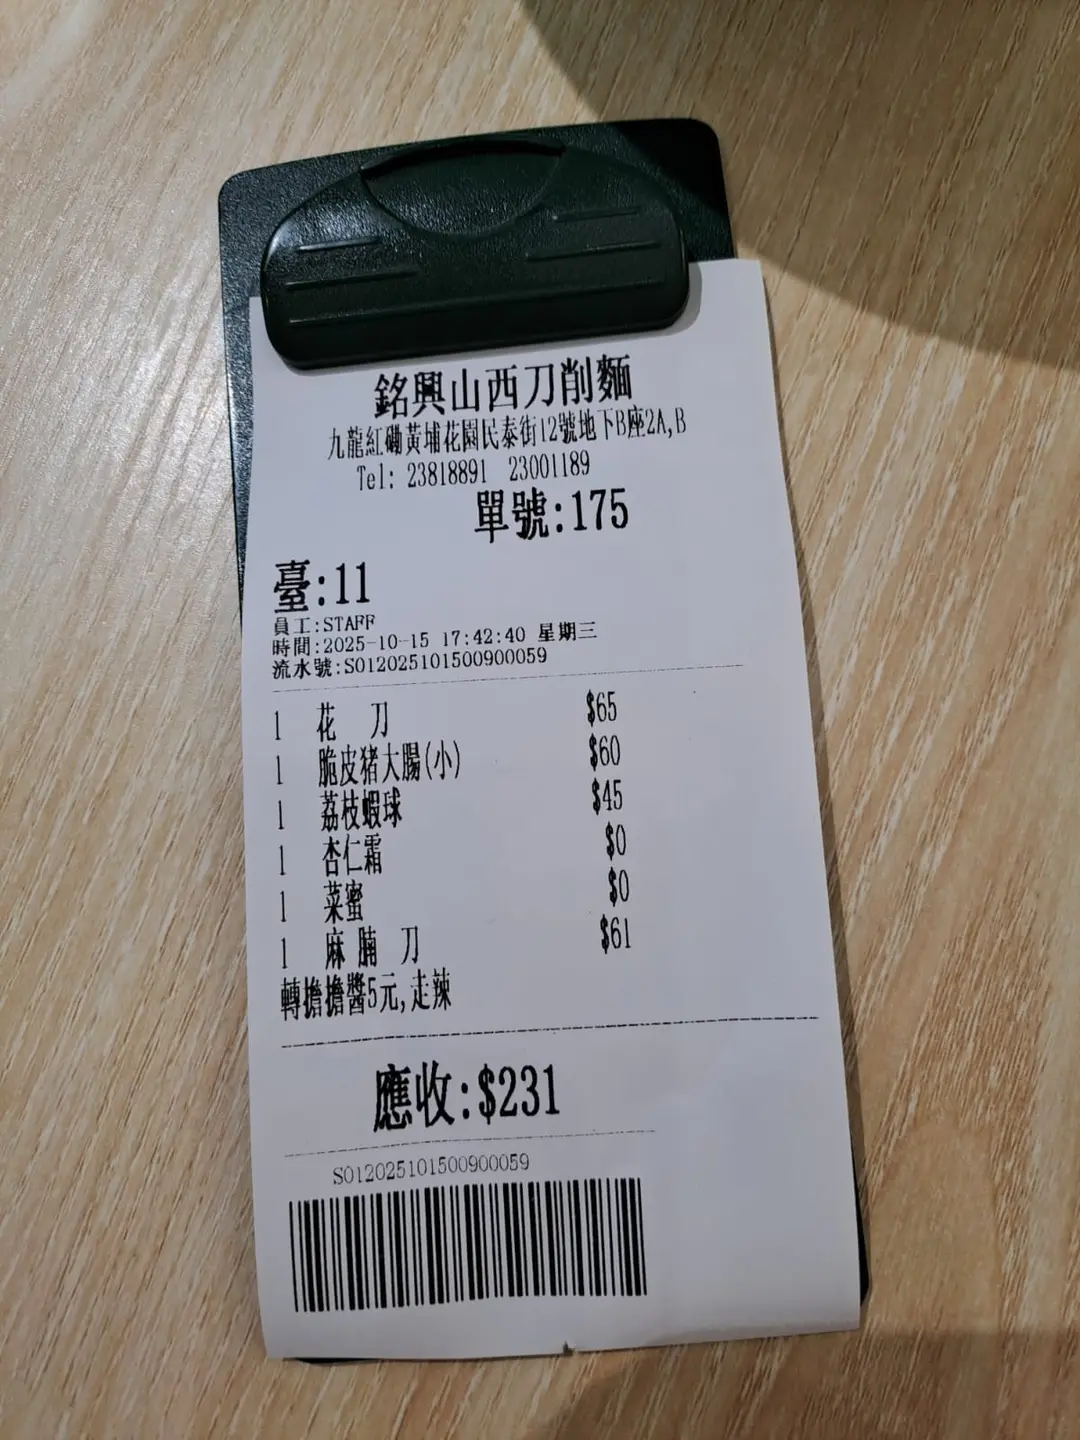 銘興山西刀削麵
九龍紅磡黃埔花園民泰街12號地下B座2A,B
Tel: 23818891 23001189
單號:175
臺:11
員工:STAFF
時間:2025-10-15 17:42:40 星期三
流水號:S012025101500900059
1 花 刀 $65
1 脆皮猪大腸(小) $60
1 荔枝蝦球 $45
1 杏仁霜 $0
1 菜蜜 $0
1 麻腩 刀 $61
轉擔擔醬5元,走辣
應收:$231
S012025101500900059